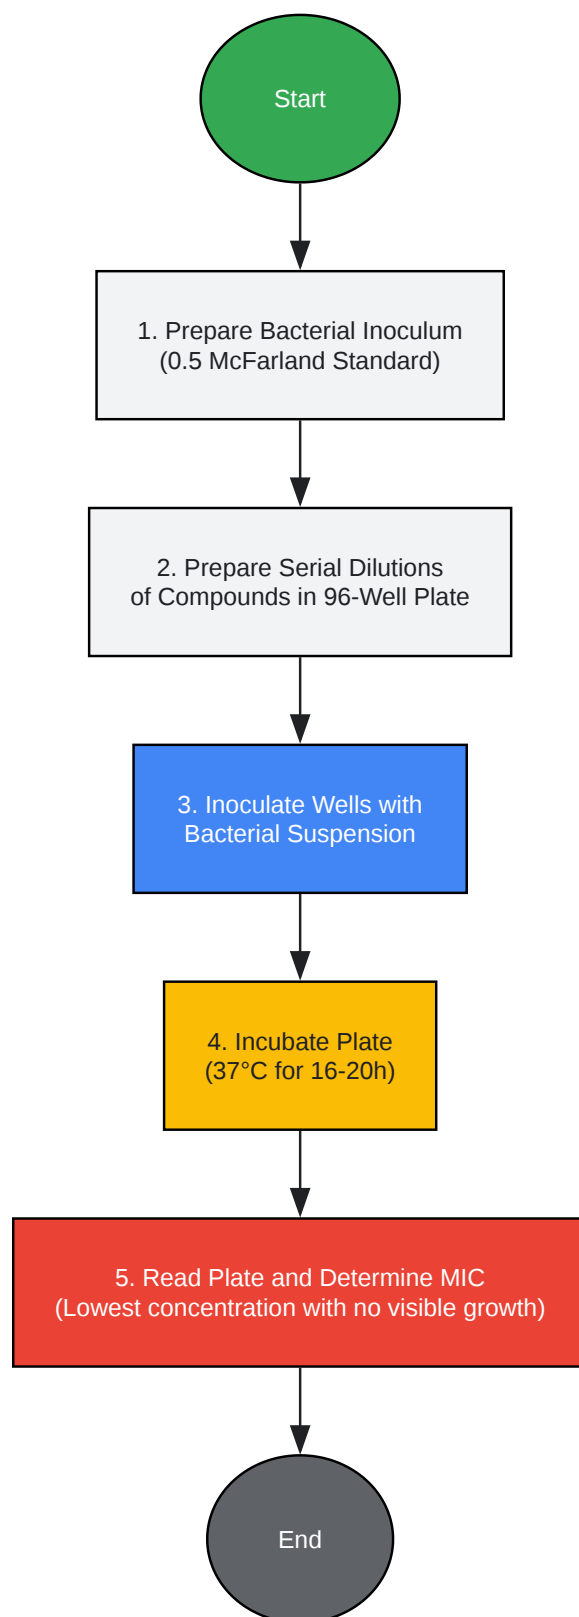 Start
1. Prepare Bacterial Inoculum
(0.5 McFarland Standard)
2. Prepare Serial Dilutions
of Compounds in 96-Well Plate
3. Inoculate Wells with
Bacterial Suspension
4. Incubate Plate
(37°C for 16-20h)
5. Read Plate and Determine MIC
(Lowest concentration with no visible growth)
End